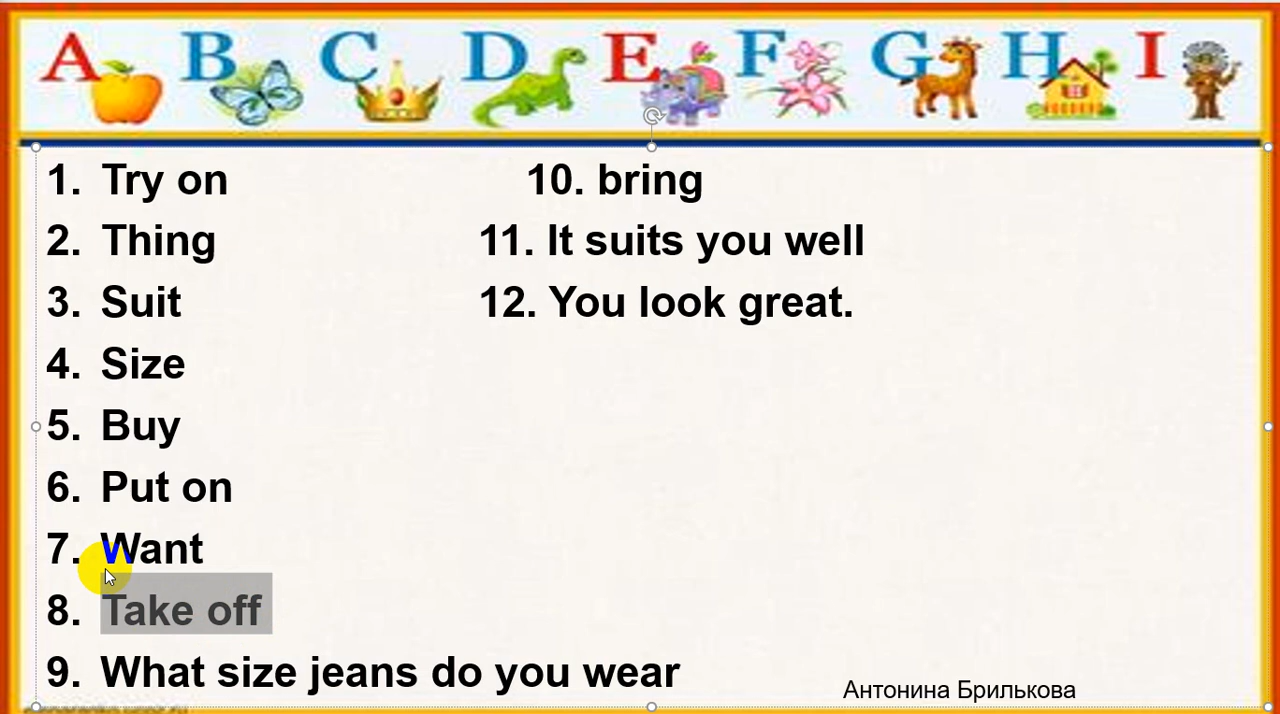 A B C D E F G H I
1. Try on
2. Thing
3. Suit
4. Size
5. Buy
6. Put on
7. Want
8. Take off
9. What size jeans do you wear
10. bring
11. It suits you well
12. You look great.
Антонина Брилькова